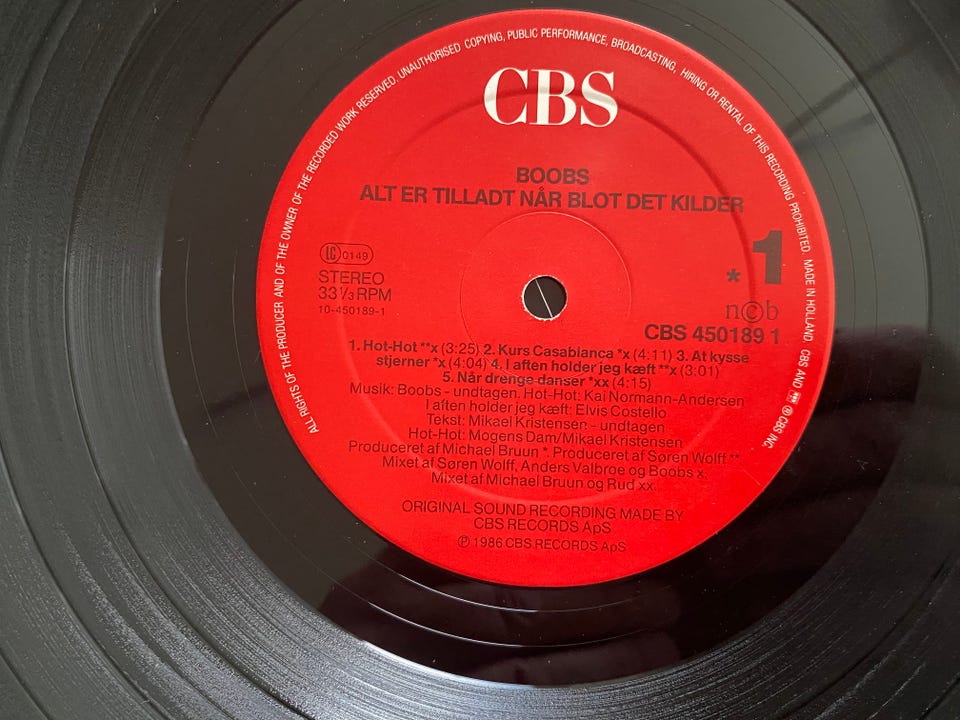 ALL RIGHTS OF THE PRODUCER AND OF THE OWNER OF THE RECORDED WORK RESERVED. UNAUTHORISED COPYING, PUBLIC PERFORMANCE, BROADCASTING, HIRING OR RENTAL OF THIS RECORDING PROHIBITED. MADE IN HOLLAND. CBS AND ℗ CBS INC.
CBS
BOOBS
ALT ER TILLADT NÅR BLOT DET KILDER
LC 0149
STEREO
33 1/3 RPM
10-450189-1
* 1
n©b
CBS 450189 1
1. Hot-Hot **x (3:25) 2. Kurs Casabianca *x (4:11) 3. At kysse
stjerner *x (4:04) 4. I aften holder jeg kæft **x (3:01)
5. Når drenge danser *xx (4:15)
Musik: Boobs - undtagen. Hot-Hot: Kai Normann-Andersen
I aften holder jeg kæft: Elvis Costello
Tekst: Mikael Kristensen - undtagen
Hot-Hot: Mogens Dam/Mikael Kristensen
Produceret af Michael Bruun *. Produceret af Søren Wolff **.
Mixet af Søren Wolff, Anders Valbroe og Boobs x.
Mixet af Michael Bruun og Rud xx.
ORIGINAL SOUND RECORDING MADE BY
CBS RECORDS ApS
℗ 1986 CBS RECORDS ApS